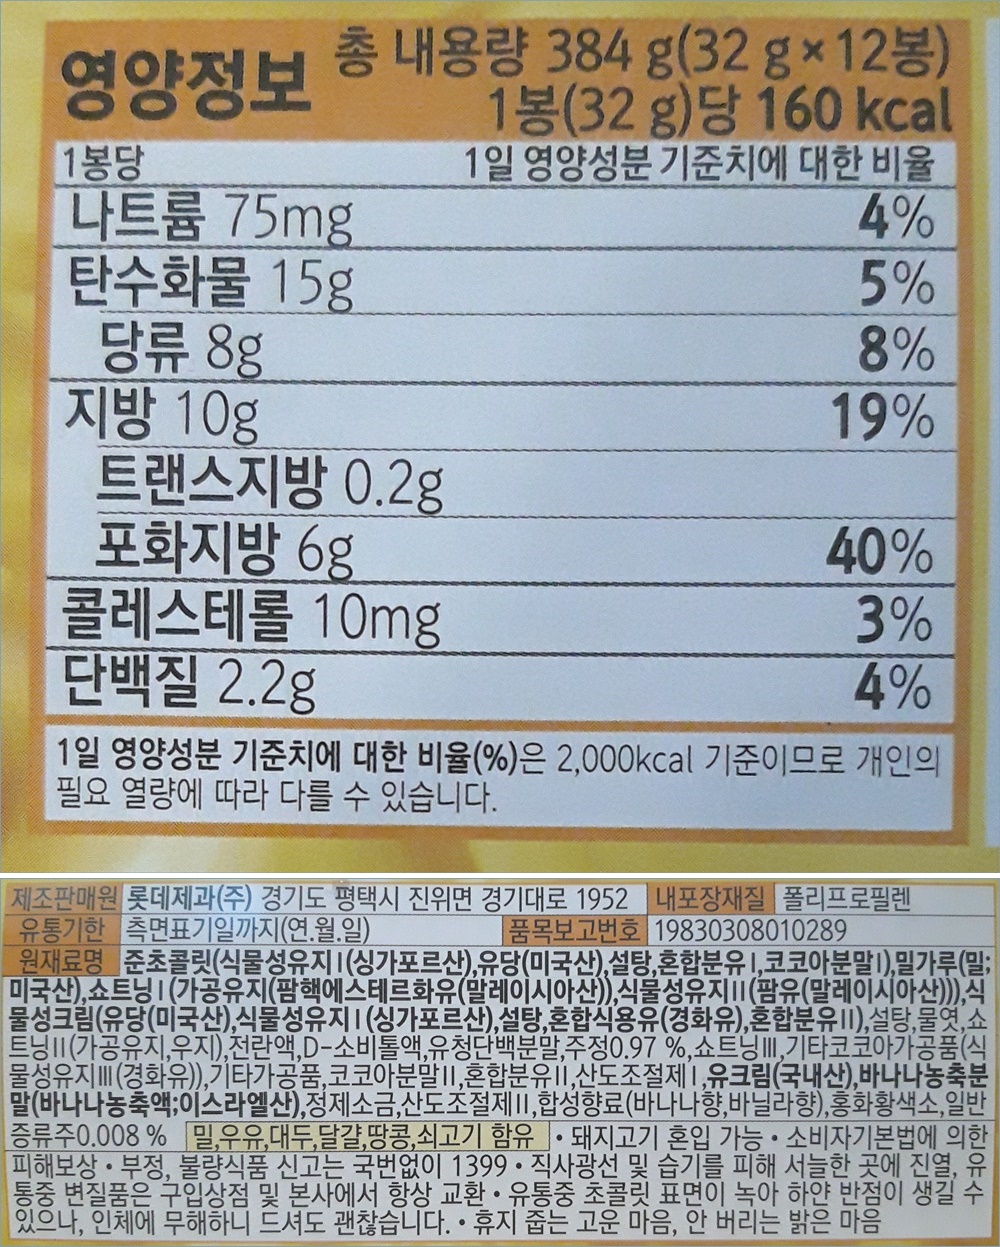 영양정보 총 내용량 384 g(32 g×12봉)
1봉(32 g)당 160 kcal
1봉당 1일 영양성분 기준치에 대한 비율
나트륨 75mg 4%
탄수화물 15g 5%
당류 8g 8%
지방 10g 19%
트랜스지방 0.2g
포화지방 6g 40%
콜레스테롤 10mg 3%
단백질 2.2g 4%
1일 영양성분 기준치에 대한 비율(%)은 2,000kcal 기준이므로 개인의
필요 열량에 따라 다를 수 있습니다.
제조판매원 롯데제과(주) 경기도 평택시 진위면 경기대로 1952 내포장재질 폴리프로필렌
유통기한 측면표기일까지(연.월.일) 품목보고번호 19830308010289
원재료명 준초콜릿(식물성유지Ⅰ(싱가포르산),유당(미국산),설탕,혼합분유Ⅰ,코코아분말Ⅰ),밀가루(밀;
미국산),쇼트닝Ⅰ(가공유지(팜핵에스테르화유(말레이시아산)),식물성유지Ⅱ(팜유(말레이시아산))),식
물성크림(유당(미국산),식물성유지Ⅰ(싱가포르산),설탕,혼합식용유(경화유),혼합분유Ⅱ),설탕,물엿,쇼
트닝Ⅱ(가공유지,우지),전란액,D-소비톨액,유청단백분말,주정0.97 %,쇼트닝Ⅲ,기타코코아가공품(식
물성유지Ⅲ(경화유)),기타가공품,코코아분말Ⅱ,혼합분유Ⅱ,산도조절제Ⅰ,유크림(국내산),바나나농축분
말(바나나농축액;이스라엘산),정제소금,산도조절제Ⅱ,합성향료(바나나향,바닐라향),홍화황색소,일반
증류주0.008 % 밀,우유,대두,달걀,땅콩,쇠고기 함유 • 돼지고기 혼입 가능 • 소비자기본법에 의한
피해보상 • 부정, 불량식품 신고는 국번없이 1399 • 직사광선 및 습기를 피해 서늘한 곳에 진열, 유
통중 변질품은 구입상점 및 본사에서 항상 교환 • 유통중 초콜릿 표면이 녹아 하얀 반점이 생길 수
있으나, 인체에 무해하니 드셔도 괜찮습니다. • 휴지 줍는 고운 마음, 안 버리는 밝은 마음